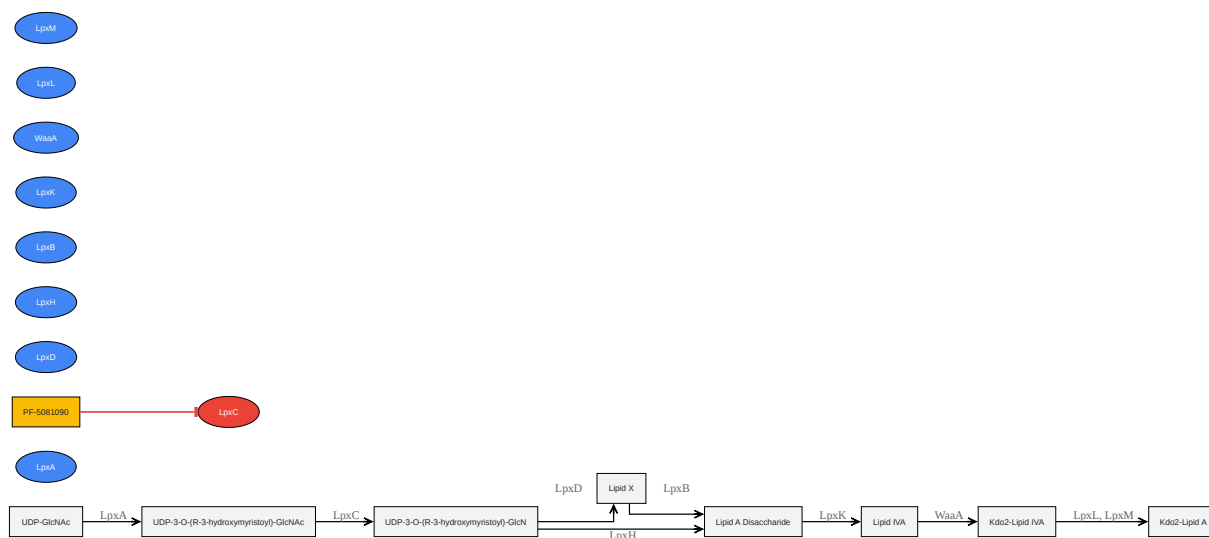 LpxM
LpxL
WaaA
LpxK
LpxB
LpxH
LpxD
PF-5081090
LpxC
LpxA
LpxD
Lipid X
LpxB
UDP-GlcNAc
LpxA
UDP-3-O-(R-3-hydroxymyristoyl)-GlcNAc
LpxC
UDP-3-O-(R-3-hydroxymyristoyl)-GlcN
LpxH
Lipid A Disaccharide
LpxK
Lipid IVA
WaaA
Kdo2-Lipid IVA
LpxL, LpxM
Kdo2-Lipid A